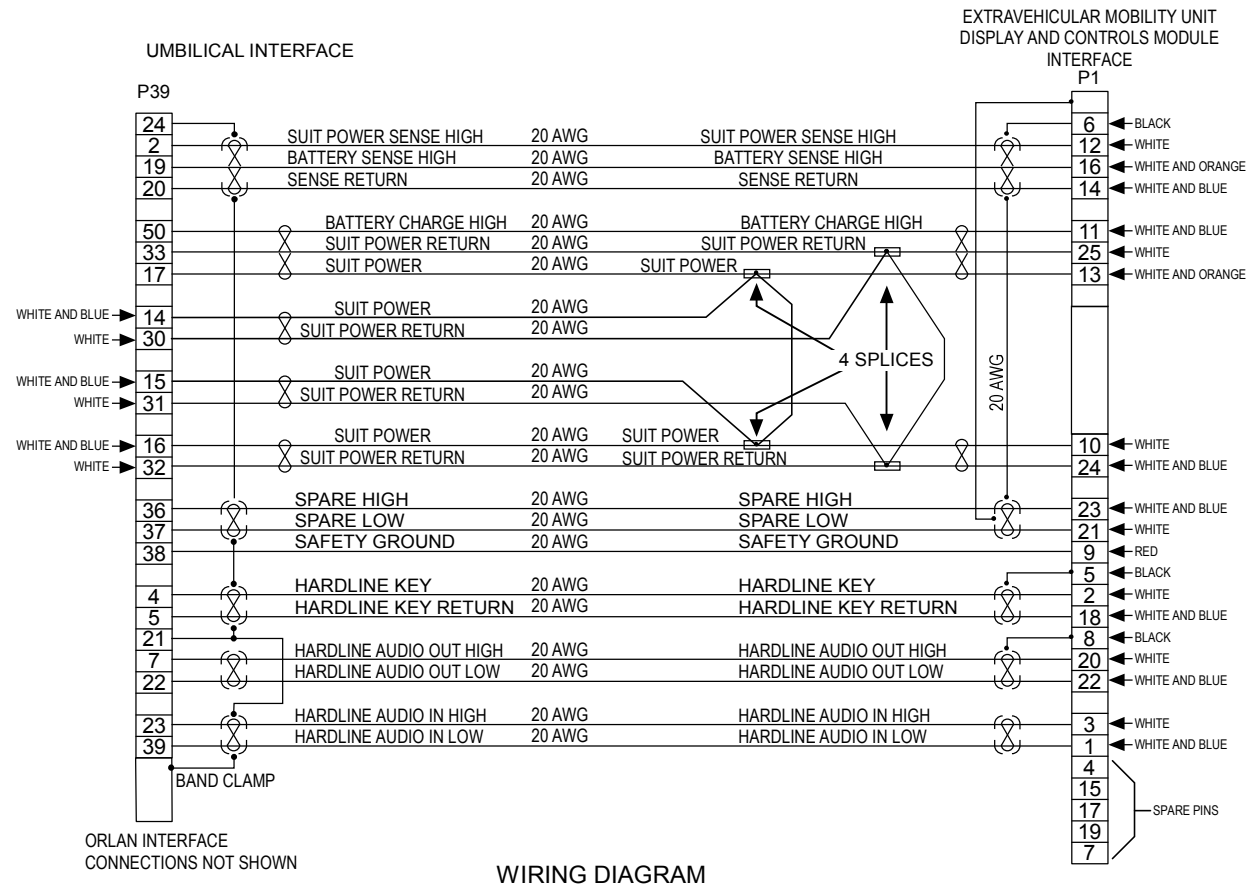 EXTRAVEHICULAR MOBILITY UNIT
DISPLAY AND CONTROLS MODULE
INTERFACE
UMBILICAL INTERFACE
P39
P1
24
6 BLACK
2 SUIT POWER SENSE HIGH 20 AWG SUIT POWER SENSE HIGH 12 WHITE
19 BATTERY SENSE HIGH 20 AWG BATTERY SENSE HIGH 16 WHITE AND ORANGE
20 SENSE RETURN 20 AWG SENSE RETURN 14 WHITE AND BLUE
50 BATTERY CHARGE HIGH 20 AWG BATTERY CHARGE HIGH 11 WHITE AND BLUE
33 SUIT POWER RETURN 20 AWG SUIT POWER RETURN 25 WHITE
17 SUIT POWER 20 AWG SUIT POWER 13 WHITE AND ORANGE
WHITE AND BLUE 14 SUIT POWER 20 AWG
WHITE 30 SUIT POWER RETURN 20 AWG
4 SPLICES
20 AWG
WHITE AND BLUE 15 SUIT POWER 20 AWG
WHITE 31 SUIT POWER RETURN 20 AWG
WHITE AND BLUE 16 SUIT POWER 20 AWG SUIT POWER 10 WHITE
WHITE 32 SUIT POWER RETURN 20 AWG SUIT POWER RETURN 24 WHITE AND BLUE
36 SPARE HIGH 20 AWG SPARE HIGH 23 WHITE AND BLUE
37 SPARE LOW 20 AWG SPARE LOW 21 WHITE
38 SAFETY GROUND 20 AWG SAFETY GROUND 9 RED
5 BLACK
4 HARDLINE KEY 20 AWG HARDLINE KEY 2 WHITE
5 HARDLINE KEY RETURN 20 AWG HARDLINE KEY RETURN 18 WHITE AND BLUE
21 8 BLACK
7 HARDLINE AUDIO OUT HIGH 20 AWG HARDLINE AUDIO OUT HIGH 20 WHITE
22 HARDLINE AUDIO OUT LOW 20 AWG HARDLINE AUDIO OUT LOW 22 WHITE AND BLUE
23 HARDLINE AUDIO IN HIGH 20 AWG HARDLINE AUDIO IN HIGH 3 WHITE
39 HARDLINE AUDIO IN LOW 20 AWG HARDLINE AUDIO IN LOW 1 WHITE AND BLUE
BAND CLAMP
4
15
17 SPARE PINS
19
7
ORLAN INTERFACE
CONNECTIONS NOT SHOWN
WIRING DIAGRAM